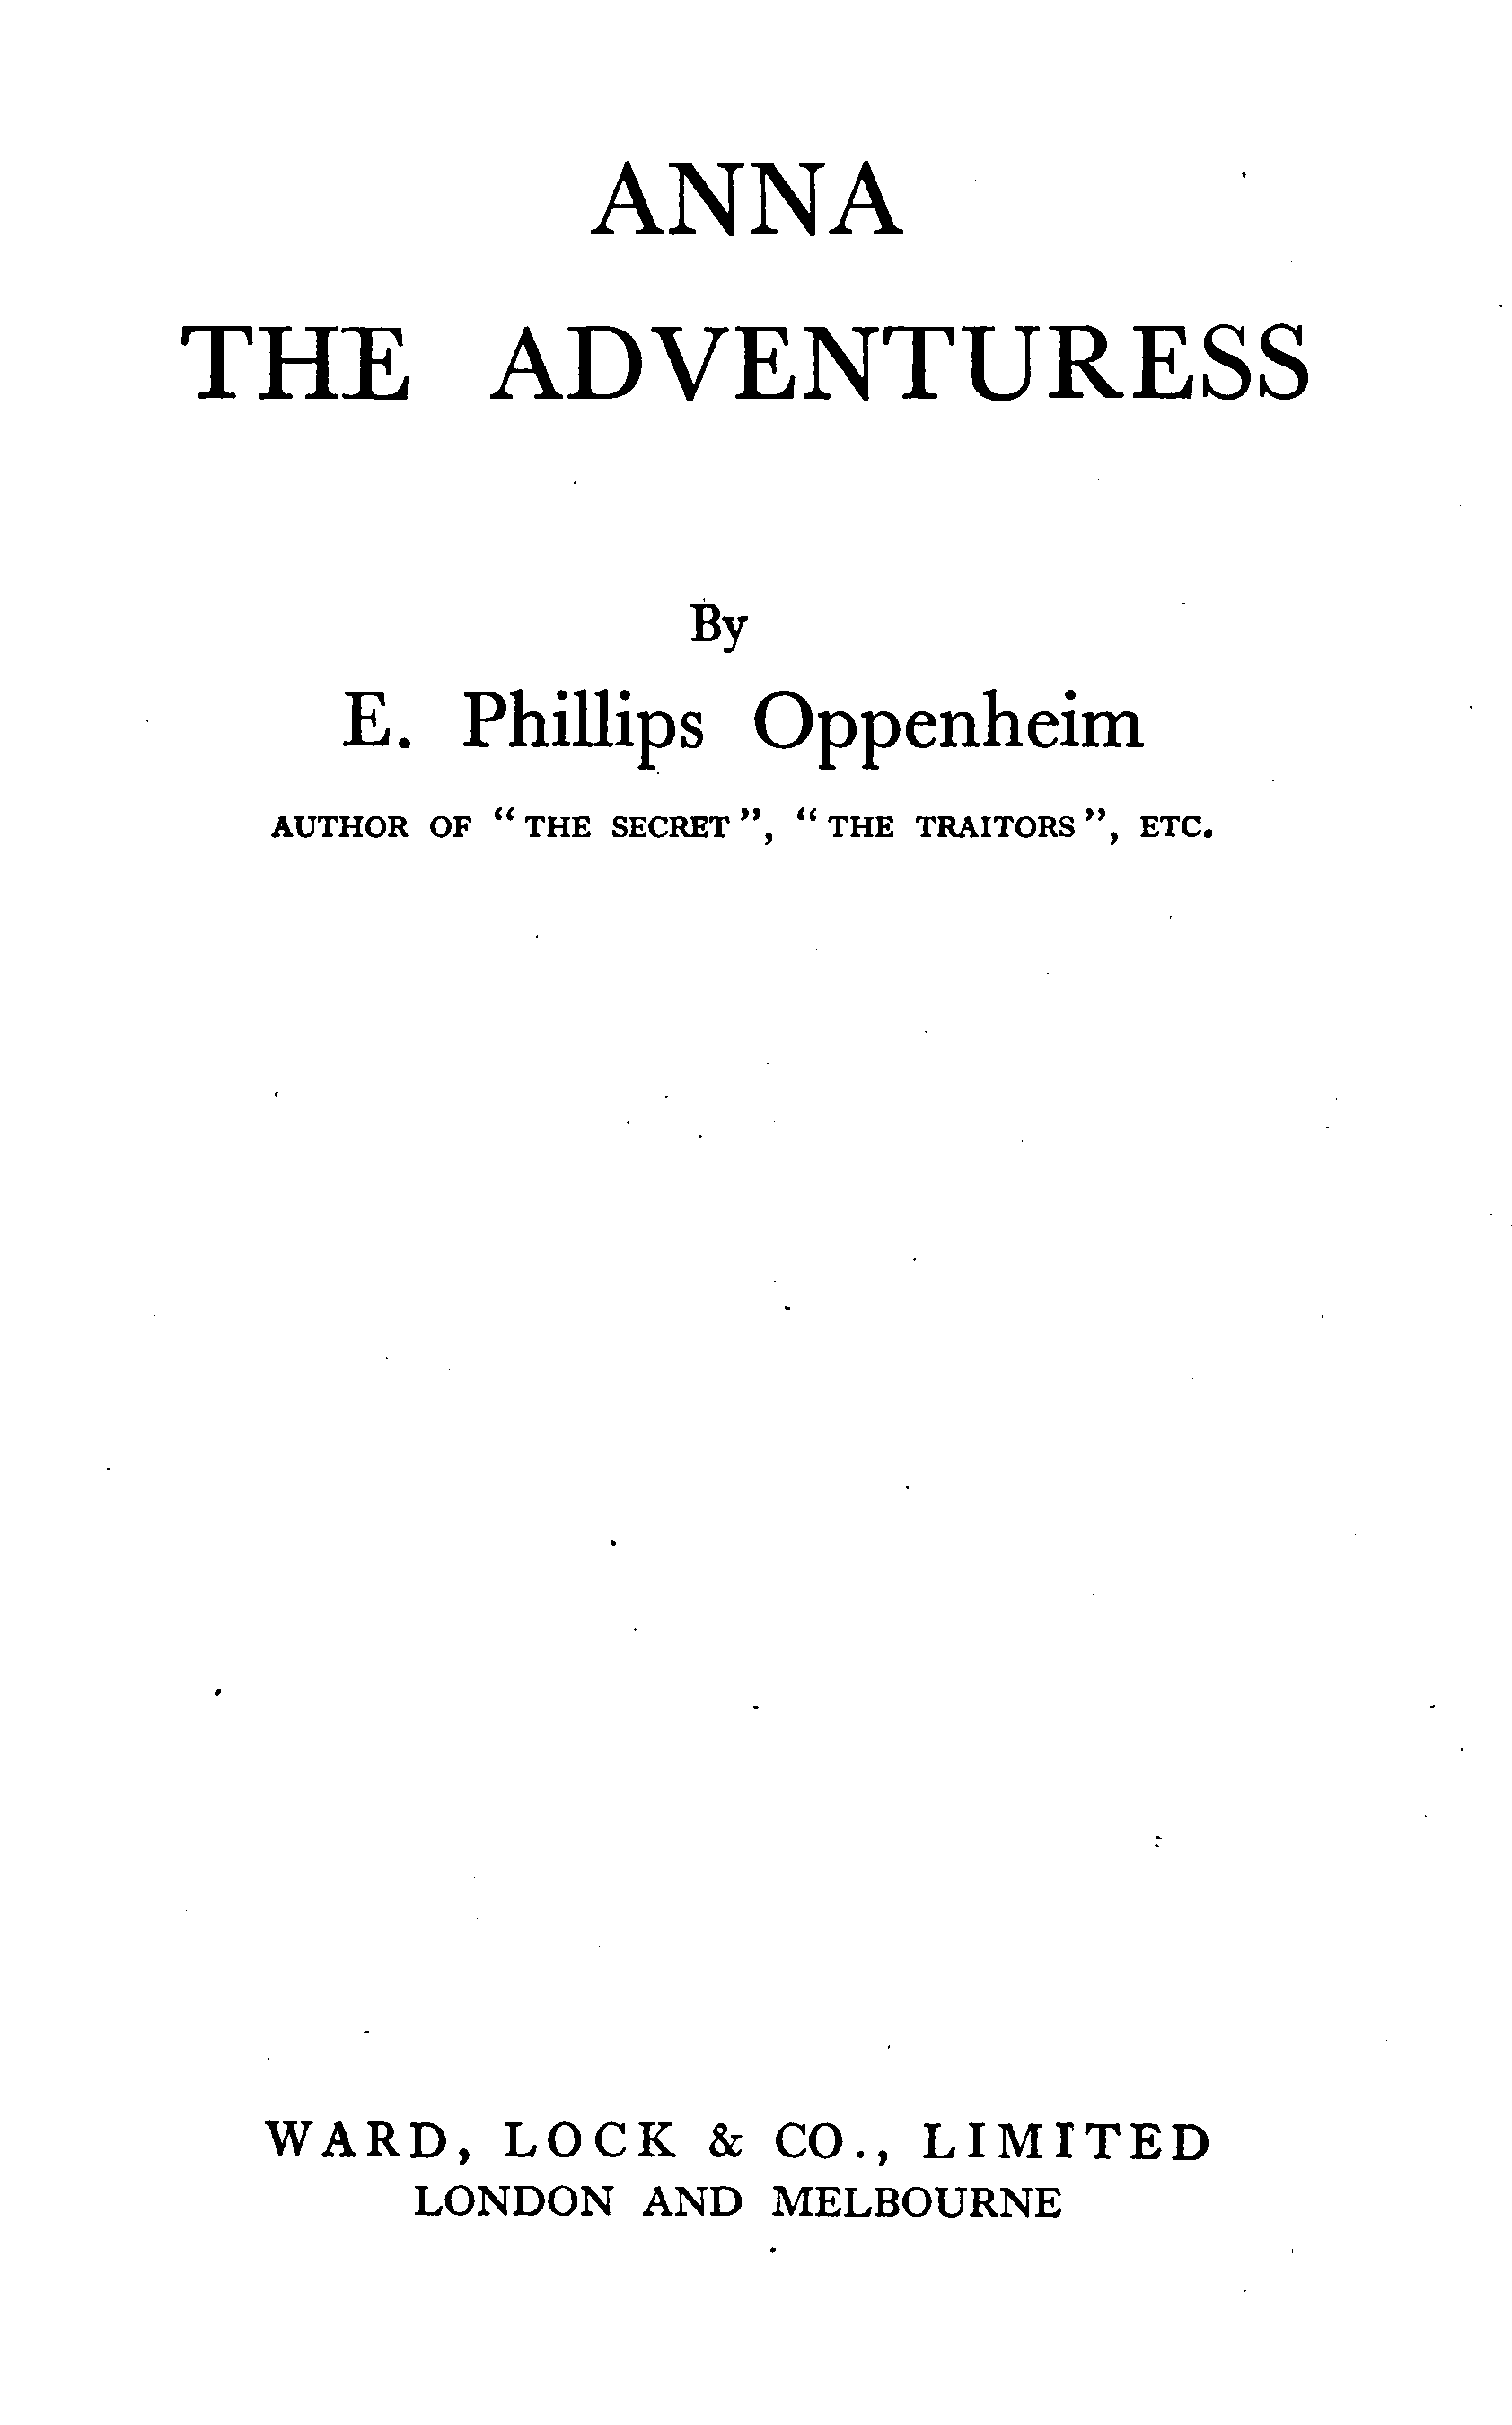 ANNA
THE ADVENTURESS
By
E. Phillips Oppenheim
AUTHOR OF “THE SECRET”, “THE TRAITORS”, ETC.
WARD, LOCK & CO., LIMITED
LONDON AND MELBOURNE